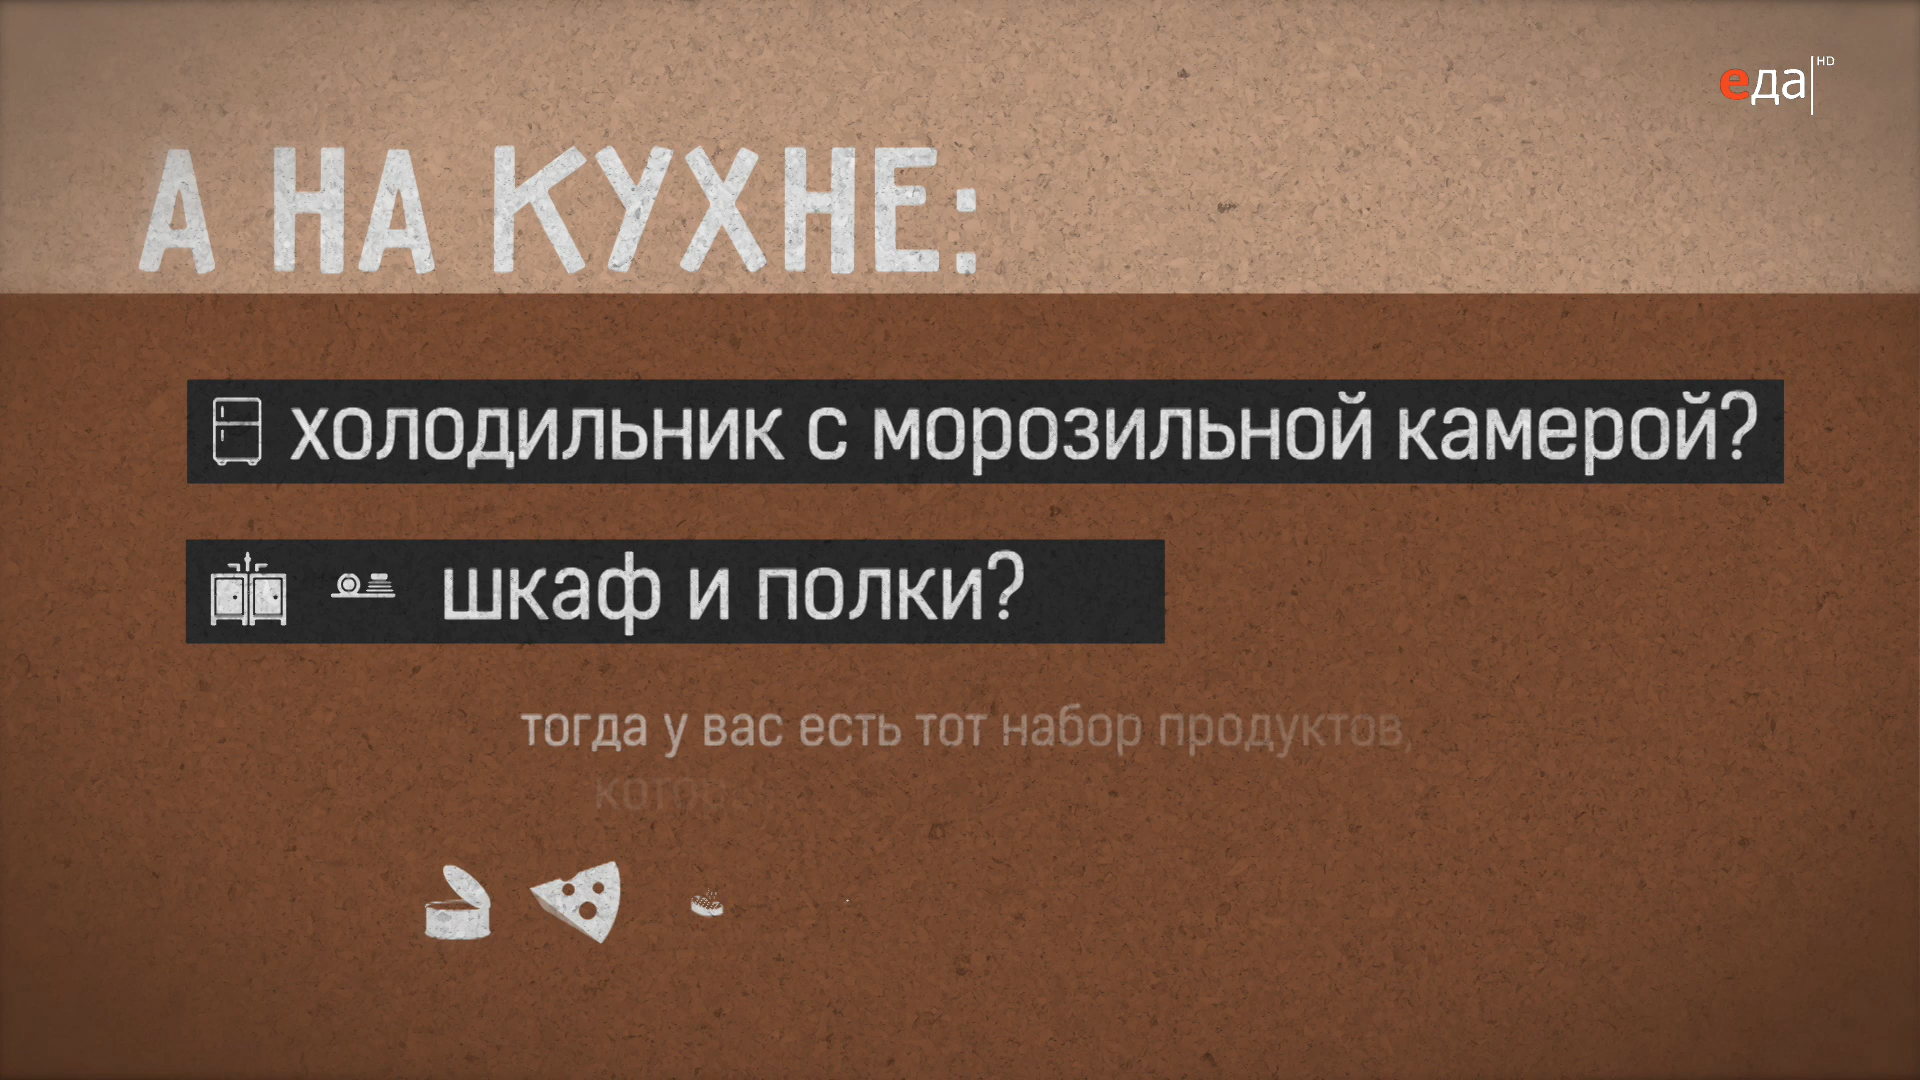 еда HD
А НА КУХНЕ:
холодильник с морозильной камерой?
шкаф и полки?
тогда у вас есть тот набор продуктов,